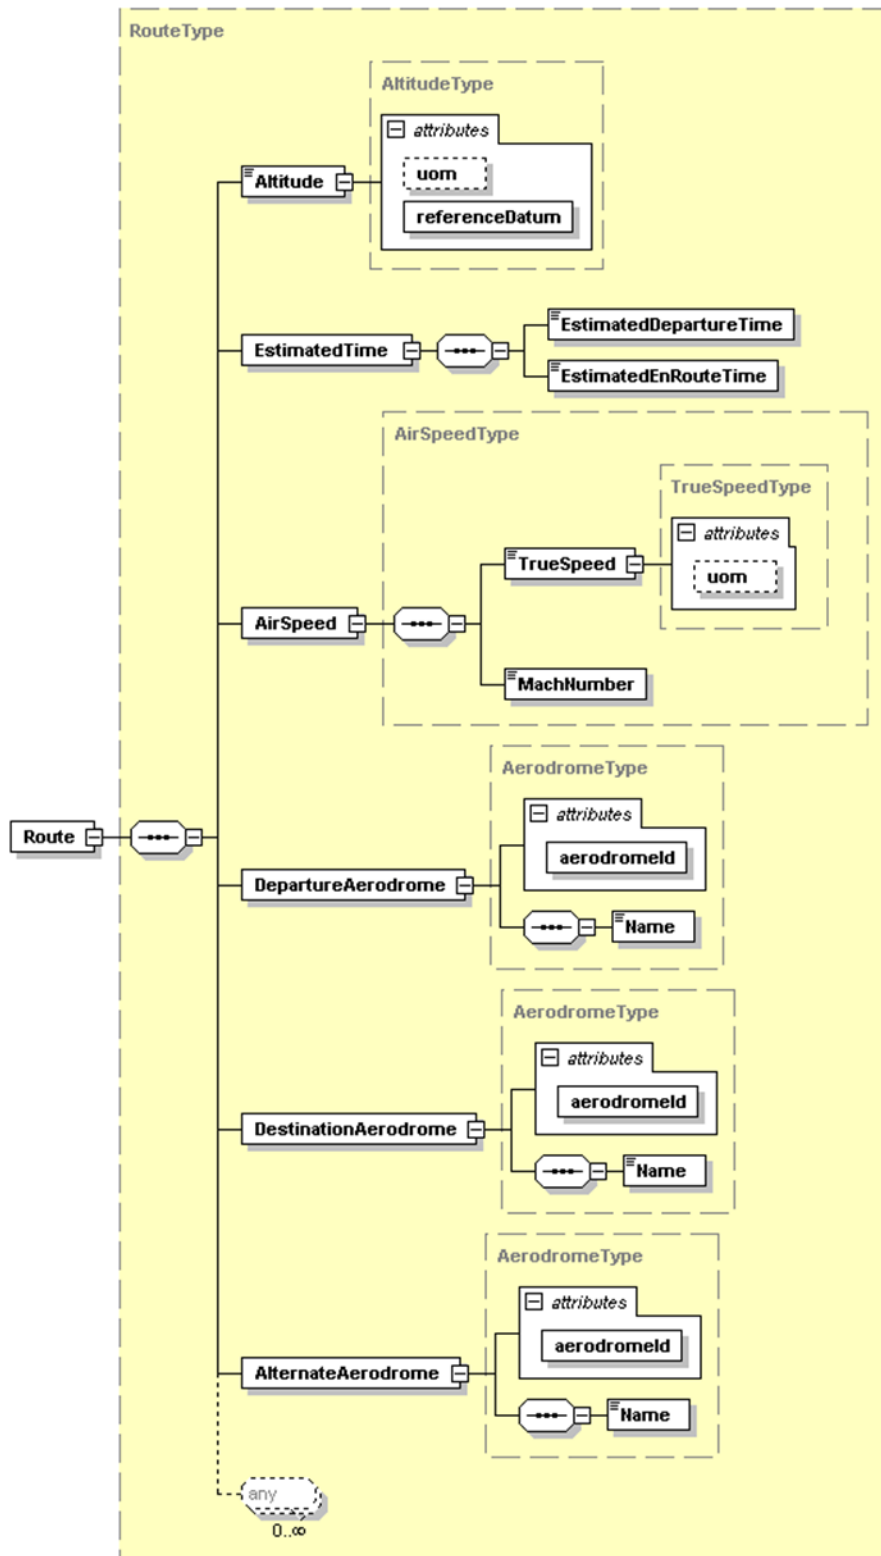 RouteType
AltitudeType
attributes
uom
Altitude
referenceDatum
EstimatedDepartureTime
EstimatedTime
EstimatedEnRouteTime
AirSpeedType
TrueSpeedType
attributes
TrueSpeed
uom
AirSpeed
MachNumber
AerodromeType
attributes
Route
aerodromeId
DepartureAerodrome
Name
AerodromeType
attributes
aerodromeId
DestinationAerodrome
Name
AerodromeType
attributes
aerodromeId
AlternateAerodrome
Name
any
0..∞